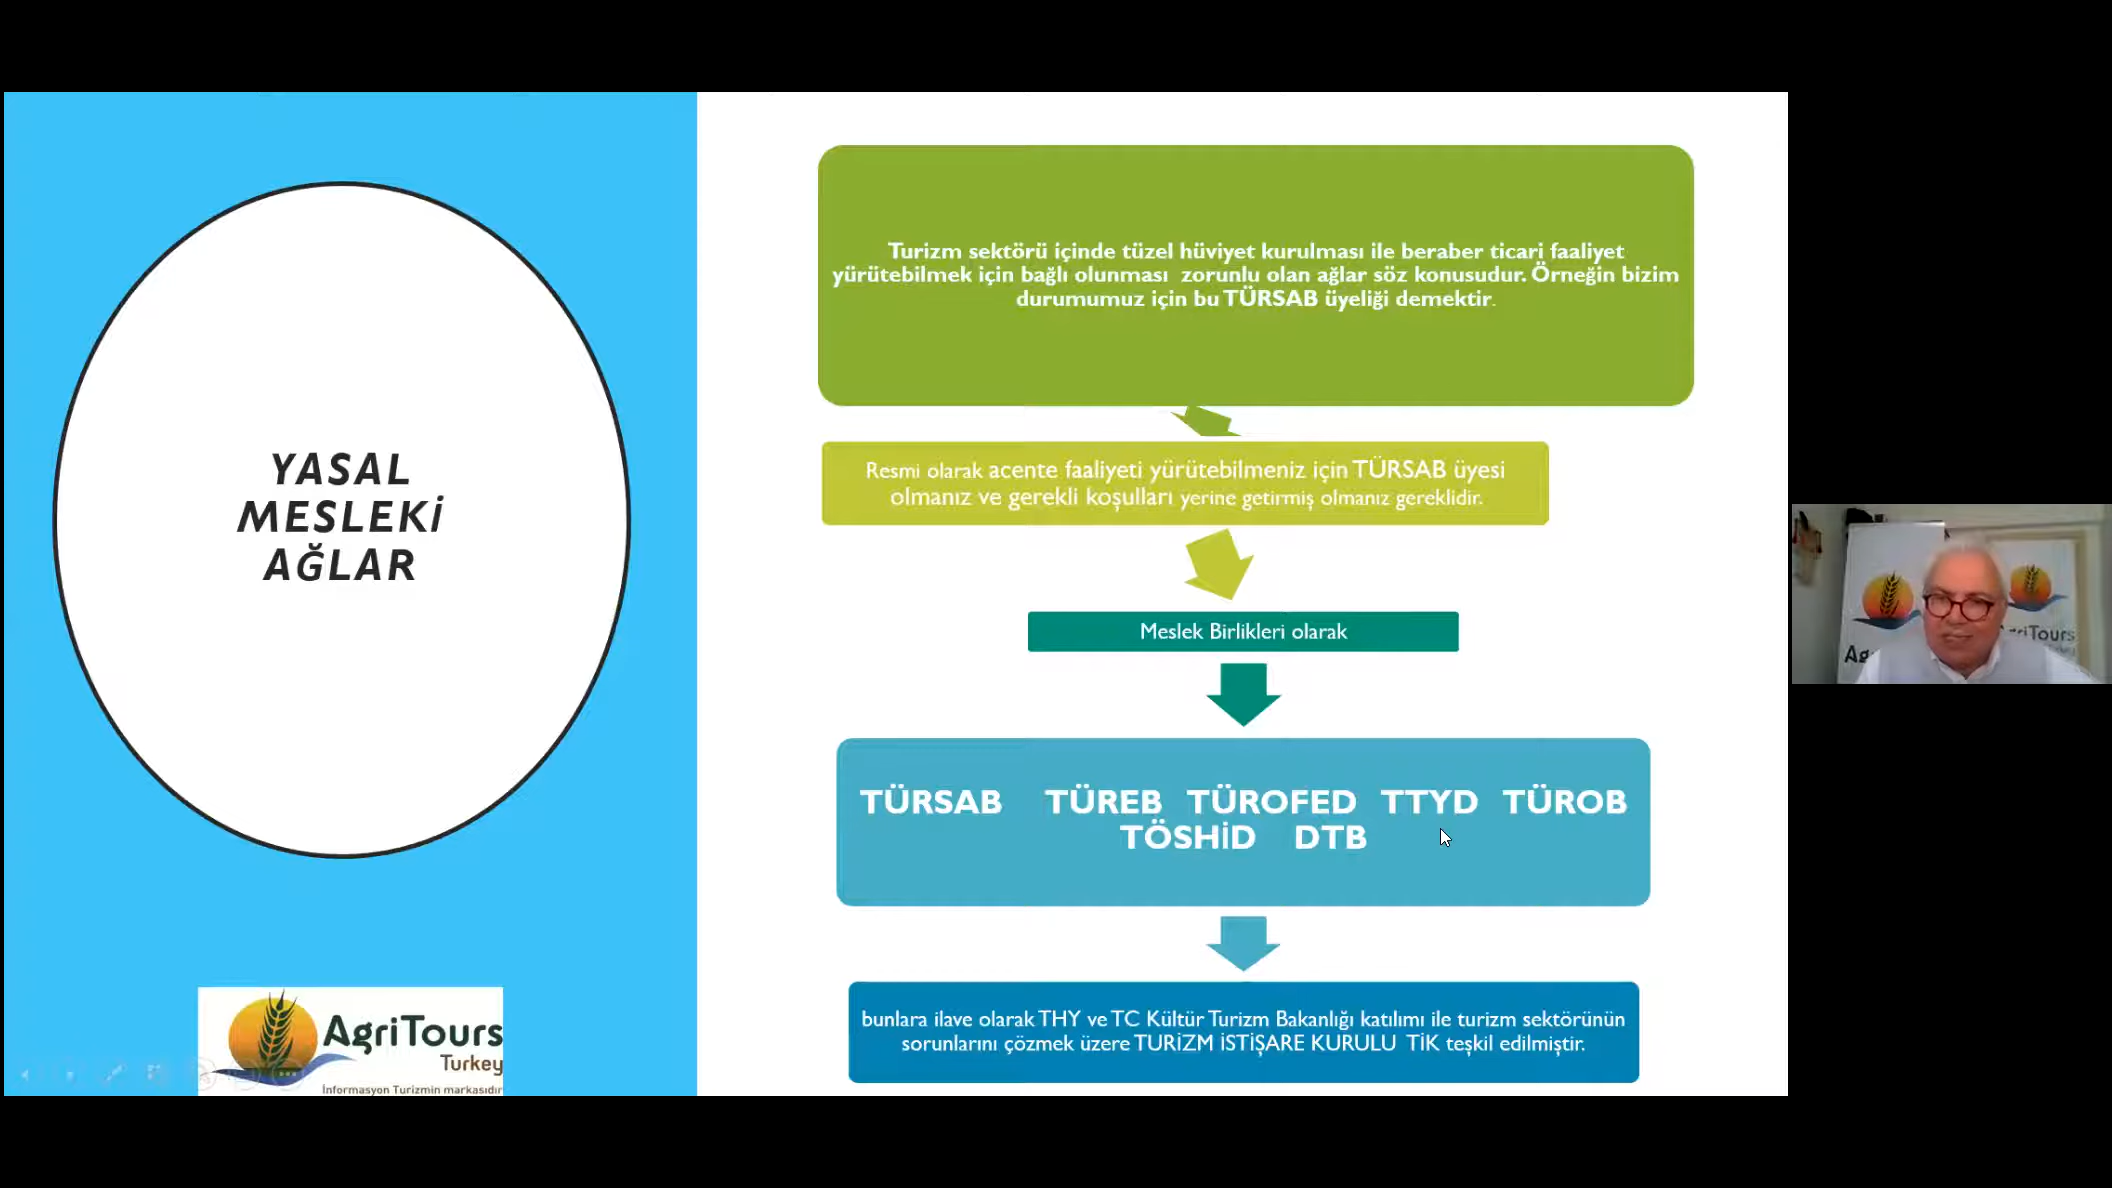 YASAL
MESLEKİ
AĞLAR
Turizm sektörü içinde tüzel hüviyet kurulması ile beraber ticari faaliyet
yürütebilmek için bağlı olunması zorunlu olan ağlar söz konusudur. Örneğin bizim
durumumuz için bu TÜRSAB üyeliği demektir.
Resmi olarak acente faaliyeti yürütebilmeniz için TÜRSAB üyesi
olmanız ve gerekli koşulları yerine getirmiş olmanız gereklidir.
Meslek Birlikleri olarak
TÜRSAB TÜREB TÜROFED TTYD TÜROB
TÖSHİD DTB
bunlara ilave olarak THY ve TC Kültür Turizm Bakanlığı katılımı ile turizm sektörünün
sorunlarını çözmek üzere TURİZM İSTİŞARE KURULU TİK teşkil edilmiştir.
AgriTours
Turkey
İnformasyon Turizmin markasıdır